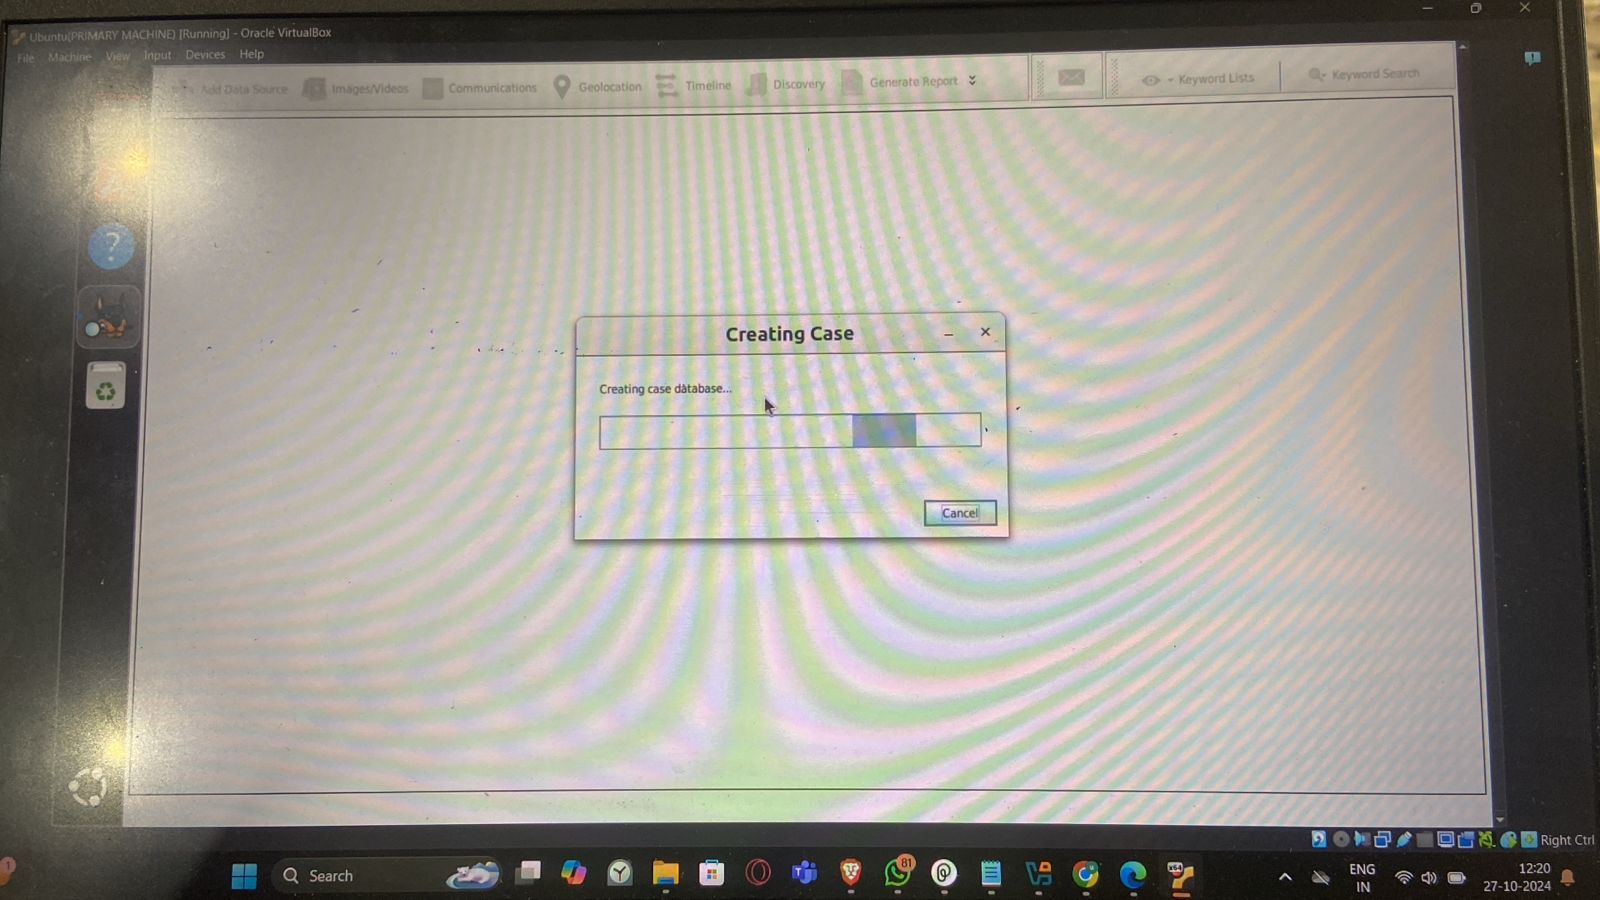 Ubuntu(PRIMARY MACHINE) [Running] - Oracle VirtualBox
File Machine View Input Devices Help
Add Data Source Images/Videos Communications Geolocation Timeline Discovery Generate Report Keyword Lists Keyword Search
Creating Case
Creating case database...
Cancel
Right Ctrl
1
Search
81
ENG
IN
12:20
27-10-2024